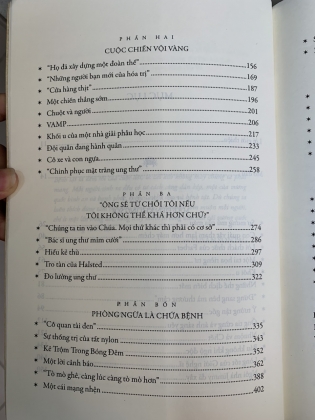 PHẦN HAI
CUỘC CHIẾN VỘI VÀNG
“Họ đã xây dựng một đoàn thể” 156
“Những người bạn mới của hóa trị” 169
“Cửa hàng thịt” 187
Một chiến thắng sớm 196
Chuột và người 201
VAMP 206
Khối u của một nhà giải phẫu học 217
Đội quân đang hành quân 233
Cỗ xe và con ngựa 245
“Chinh phục mặt trăng ung thư” 258
PHẦN BA
“ÔNG SẼ TỪ CHỐI TÔI NẾU
TÔI KHÔNG THỂ KHÁ HƠN CHỨ?”
“Chúng ta tin vào Chúa. Mọi thứ khác thì phải có cơ sở” 274
“Bác sĩ ung thư mỉm cười” 286
Hiểu kẻ thù 297
Tro tàn của Halsted 309
Đo lường ung thư 322
PHẦN BỐN
PHÒNG NGỪA LÀ CHỮA BỆNH
“Cỗ quan tài đen” 335
Sự thống trị của tất nylon 343
Kẻ Trộm Trong Bóng Đêm 352
Một lời cảnh báo 362
“Tò mò ghê, càng lúc càng tò mò hơn” 388
Một cái mạng nhện 402